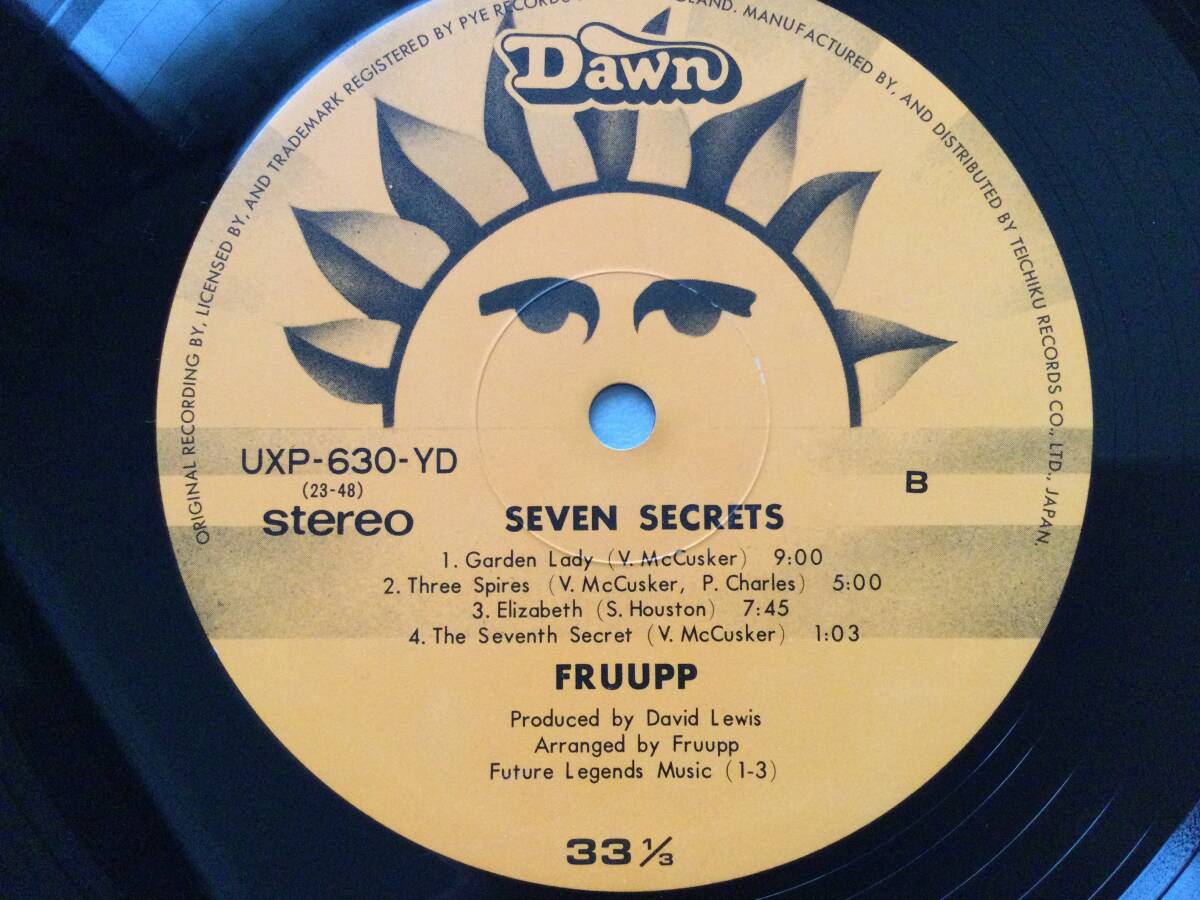 ORIGINAL RECORDING BY, LICENSED BY, AND TRADEMARK REGISTERED BY PYE RECORDS MANUFACTURED BY, AND DISTRIBUTED BY TEICHIKU RECORDS CO., LTD., JAPAN.
Dawn
UXP-630-YD
(23-48)
stereo
B
SEVEN SECRETS
1. Garden Lady (V. McCusker) 9:00
2. Three Spires (V. McCusker, P. Charles) 5:00
3. Elizabeth (S. Houston) 7:45
4. The Seventh Secret (V. McCusker) 1:03
FRUUPP
Produced by David Lewis
Arranged by Fruupp
Future Legends Music (1-3)
33 1/3